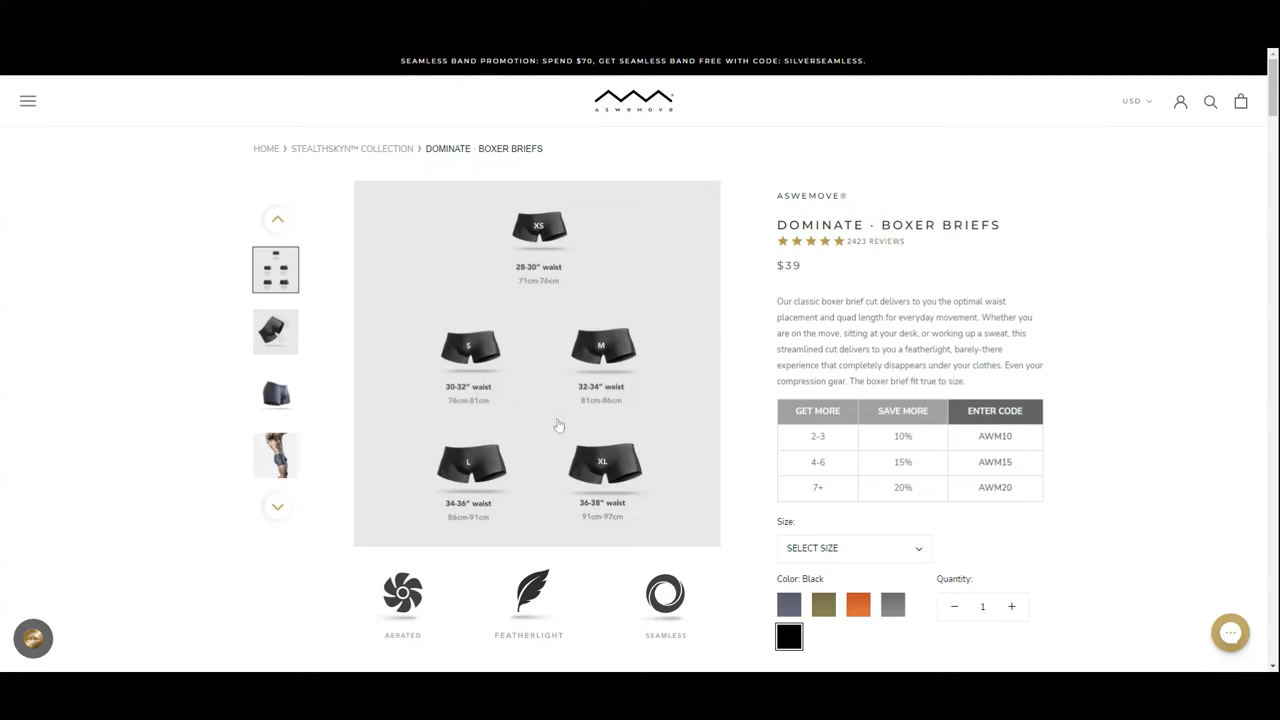 SEAMLESS BAND PROMOTION: SPEND $70, GET SEAMLESS BAND FREE WITH CODE: SILVERSEAMLESS.
ASWEMOVE
USD
HOME › STEALTHSKYN™ COLLECTION › DOMINATE · BOXER BRIEFS
XS
28-30" waist
71cm-76cm
S
M
30-32" waist
32-34" waist
76cm-81cm
81cm-86cm
L
XL
34-36" waist
36-38" waist
86cm-91cm
91cm-97cm
AERATED
FEATHERLIGHT
SEAMLESS
ASWEMOVE®
DOMINATE · BOXER BRIEFS
2423 REVIEWS
$39
Our classic boxer brief cut delivers to you the optimal waist
placement and quad length for everyday movement. Whether you
are on the move, sitting at your desk, or working up a sweat, this
streamlined cut delivers to you a featherlight, barely-there
experience that completely disappears under your clothes. Even your
compression gear. The boxer brief fit true to size.
GET MORE SAVE MORE ENTER CODE
2-3 10% AWM10
4-6 15% AWM15
7+ 20% AWM20
Size:
SELECT SIZE
Color: Black
Quantity:
− 1 +